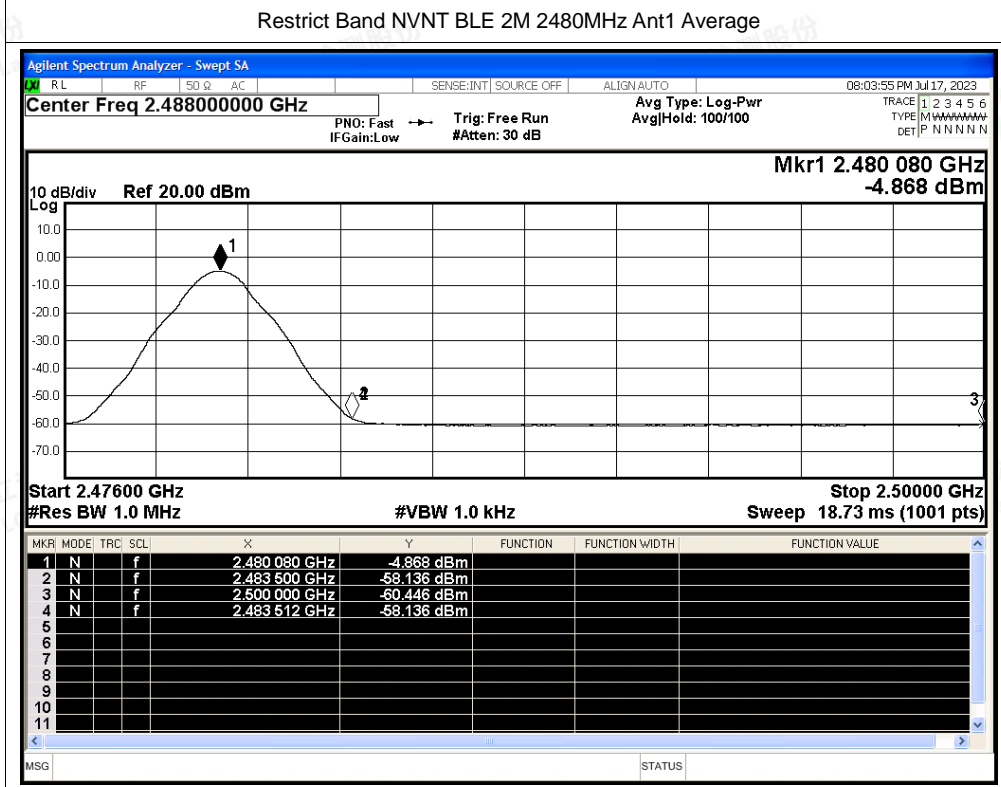 Restrict Band NVNT BLE 2M 2480MHz Ant1 Average
Agilent Spectrum Analyzer - Swept SA
LXI RL RF 50 Ω AC SENSE:INT SOURCE OFF ALIGN AUTO 08:03:55 PM Jul 17, 2023
Center Freq 2.488000000 GHz Avg Type: Log-Pwr TRACE 1 2 3 4 5 6
PNO: Fast Trig: Free Run Avg|Hold: 100/100 TYPE M WWWWW
IFGain:Low #Atten: 30 dB DET P N N N N N
Mkr1 2.480 080 GHz
10 dB/div Ref 20.00 dBm -4.868 dBm
Log
10.0
1
0.00
-10.0
-20.0
-30.0
-40.0
-50.0
3
-60.0
-70.0
Start 2.47600 GHz Stop 2.50000 GHz
#Res BW 1.0 MHz #VBW 1.0 kHz Sweep 18.73 ms (1001 pts)
MKR MODE TRC SCL X Y FUNCTION FUNCTION WIDTH FUNCTION VALUE
1 N f 2.480 080 GHz -4.868 dBm
2 N f 2.483 500 GHz -58.136 dBm
3 N f 2.500 000 GHz -60.446 dBm
4 N f 2.483 512 GHz -58.136 dBm
5
6
7
8
9
10
11
MSG STATUS